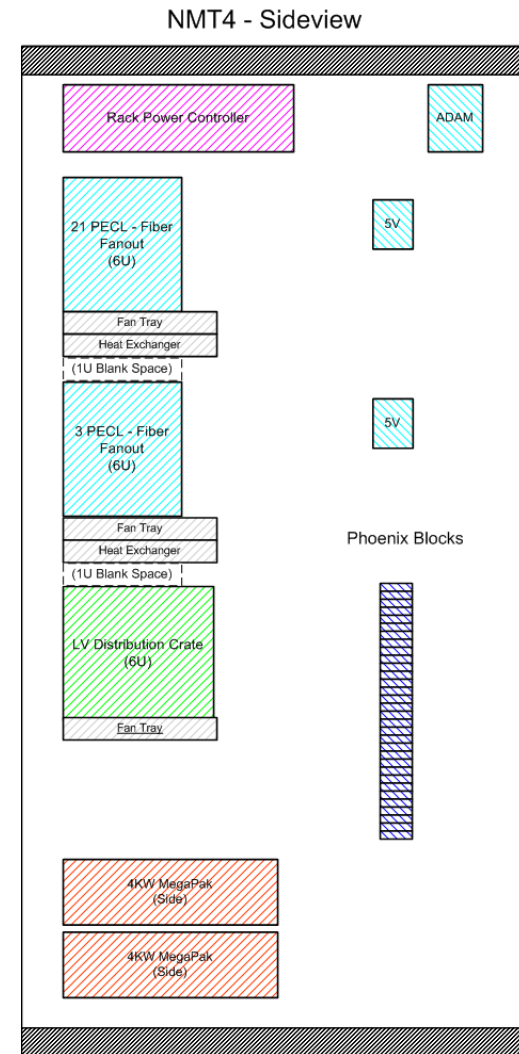 NMT4 - Sideview
Rack Power Controller
ADAM
21 PECL - Fiber
Fanout
(6U)
5V
Fan Tray
Heat Exchanger
(1U Blank Space)
3 PECL - Fiber
Fanout
(6U)
5V
Fan Tray
Heat Exchanger
(1U Blank Space)
Phoenix Blocks
LV Distribution Crate
(6U)
Fan Tray
4KW MegaPak
(Side)
4KW MegaPak
(Side)